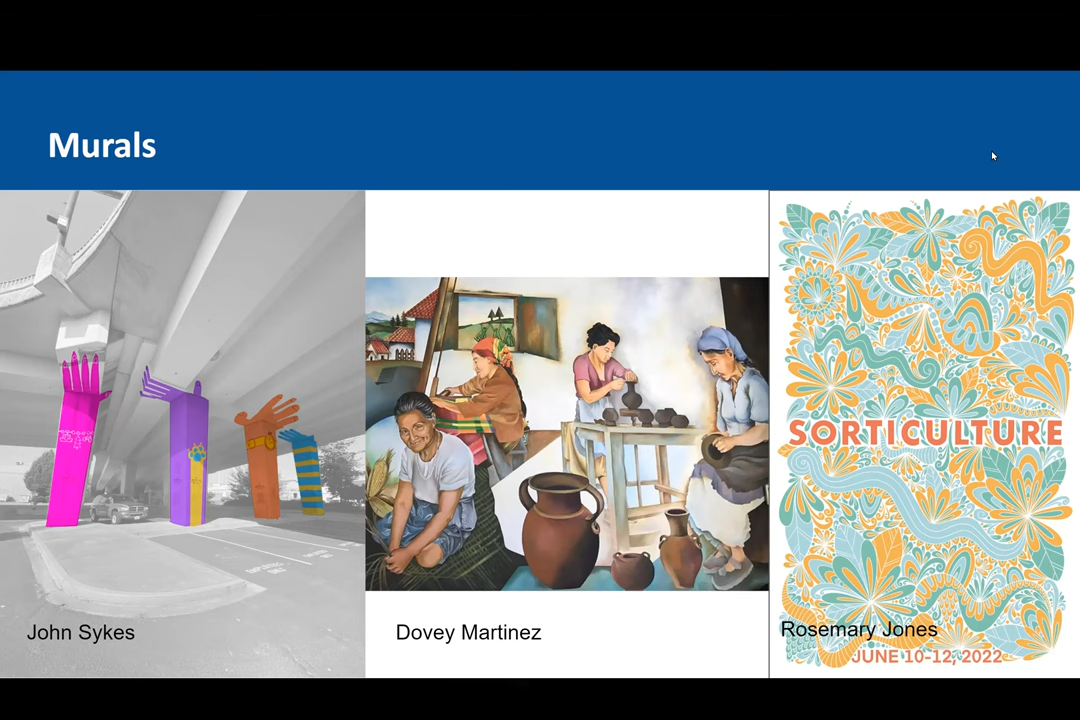 Murals
John Sykes
Dovey Martinez
SORTICULTURE
Rosemary Jones
JUNE 10-12, 2022